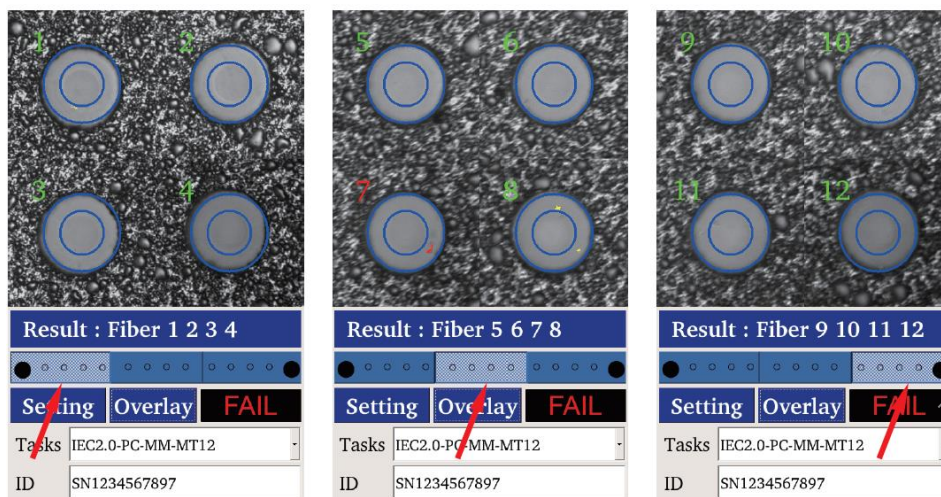 1 2
3 4
Result : Fiber 1 2 3 4
Setting Overlay FAIL
Tasks IEC2.0-PC-MM-MT12
ID SN1234567897
5 6
7 8
Result : Fiber 5 6 7 8
Setting Overlay FAIL
Tasks IEC2.0-PC-MM-MT12
ID SN1234567897
9 10
11 12
Result : Fiber 9 10 11 12
Setting Overlay FAIL
Tasks IEC2.0-PC-MM-MT12
ID SN1234567897